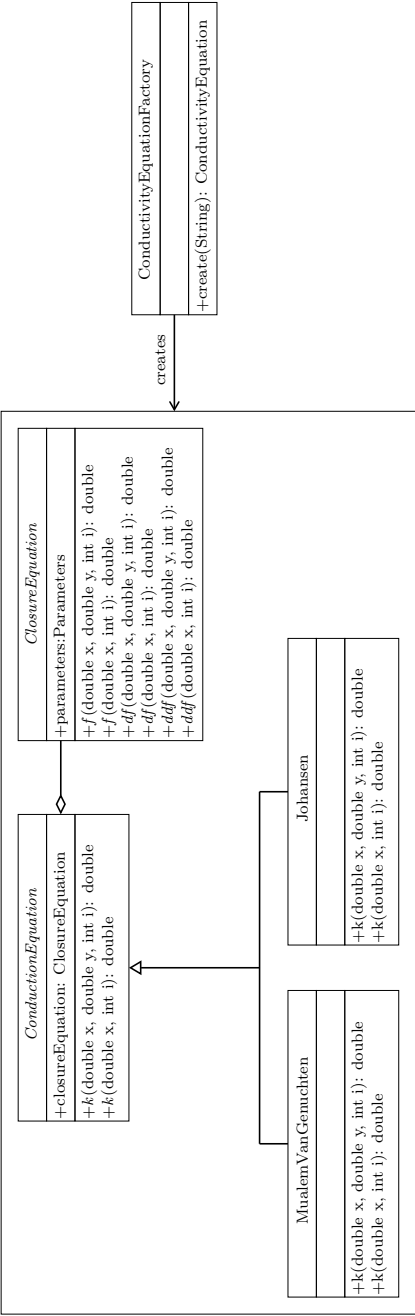 ConductionEquation
+closureEquation: ClosureEquation
+k(double x, double y, int i): double
+k(double x, int i): double
ClosureEquation
+parameters:Parameters
+f(double x, double y, int i): double
+f(double x, int i): double
+df(double x, double y, int i): double
+df(double x, int i): double
+ddf(double x, double y, int i): double
+ddf(double x, int i): double
creates
ConductivityEquationFactory
+create(String): ConductivityEquation
MualemVanGenuchten
+k(double x, double y, int i): double
+k(double x, int i): double
Johansen
+k(double x, double y, int i): double
+k(double x, int i): double